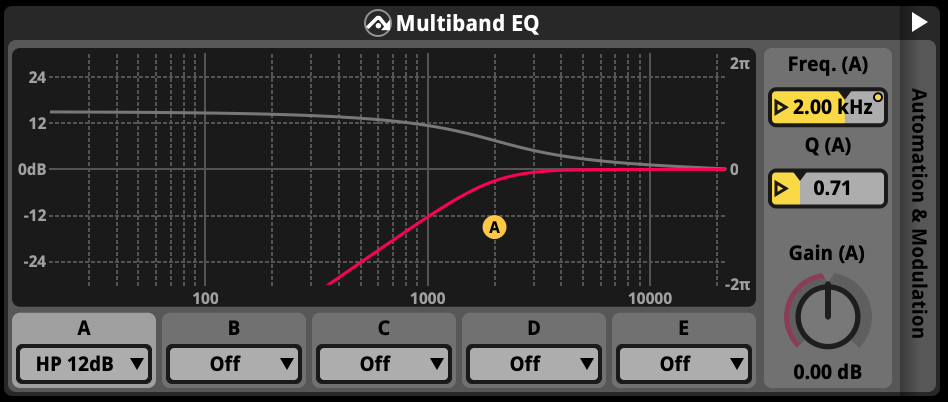 Multiband EQ
24
12
0dB
-12
-24
2π
0
-2π
100 1000 10000
A
Freq. (A)
2.00 kHz
Q (A)
0.71
Gain (A)
0.00 dB
A B C D E
HP 12dB Off Off Off Off
Automation & Modulation